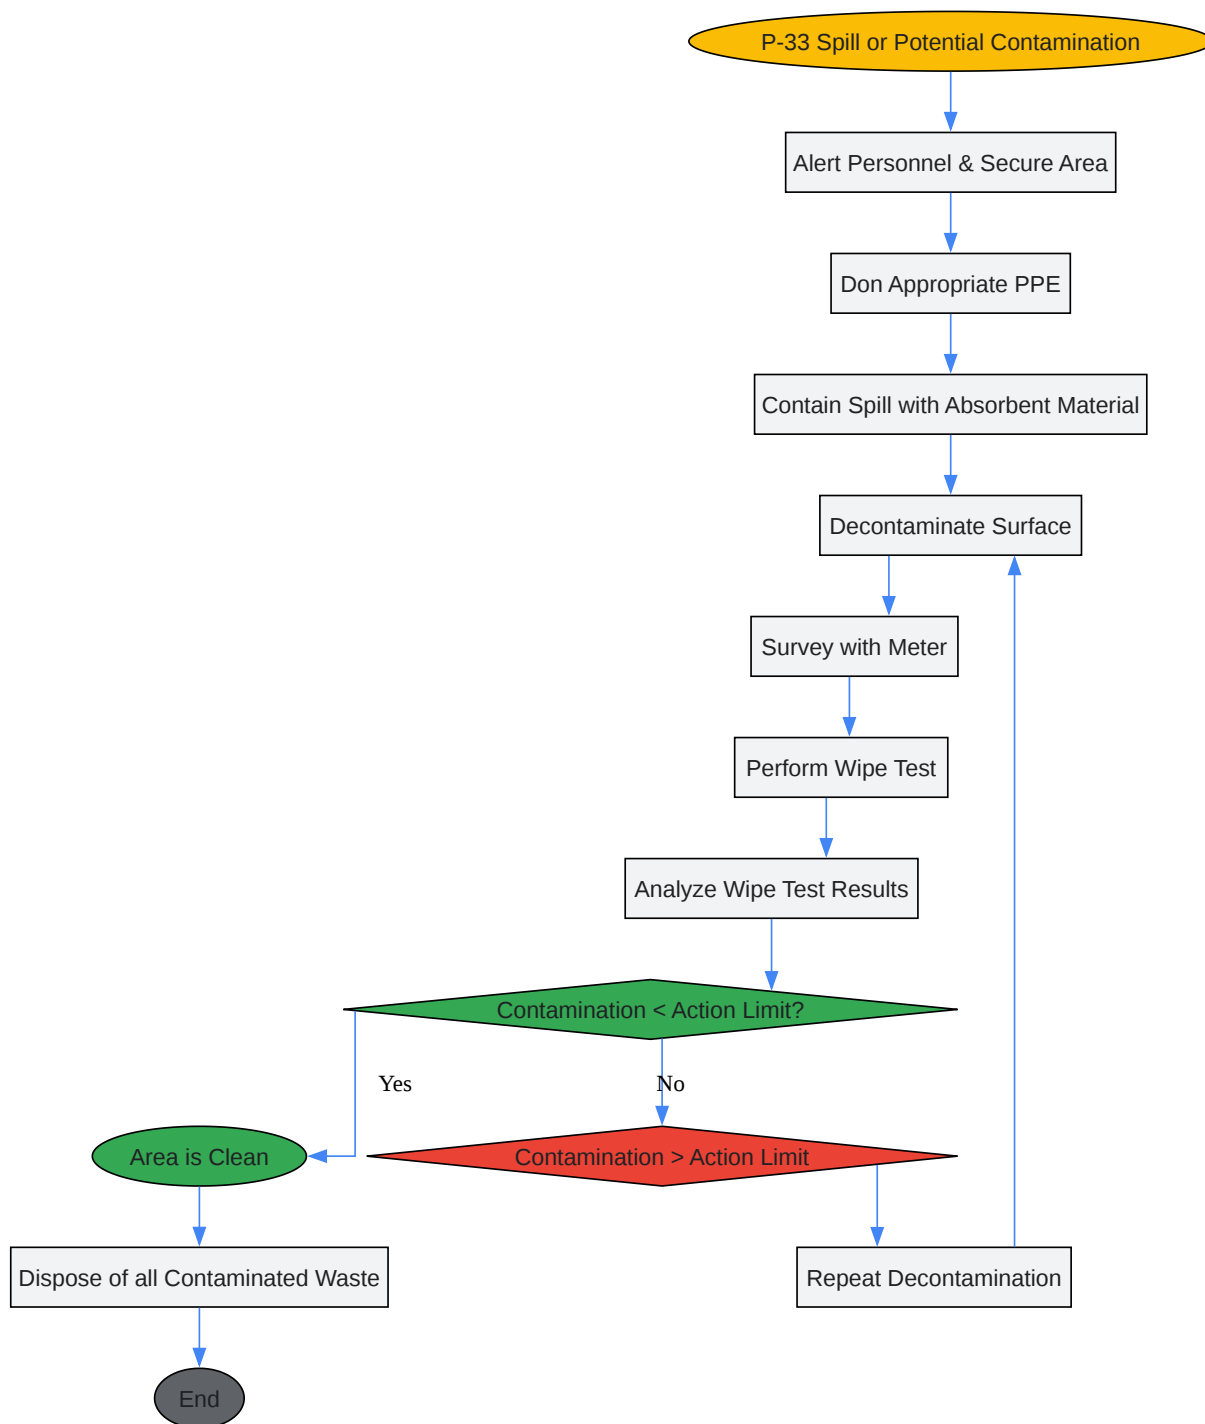 P-33 Spill or Potential Contamination
Alert Personnel & Secure Area
Don Appropriate PPE
Contain Spill with Absorbent Material
Decontaminate Surface
Survey with Meter
Perform Wipe Test
Analyze Wipe Test Results
Contamination < Action Limit?
Yes
No
Area is Clean
Contamination > Action Limit
Dispose of all Contaminated Waste
Repeat Decontamination
End